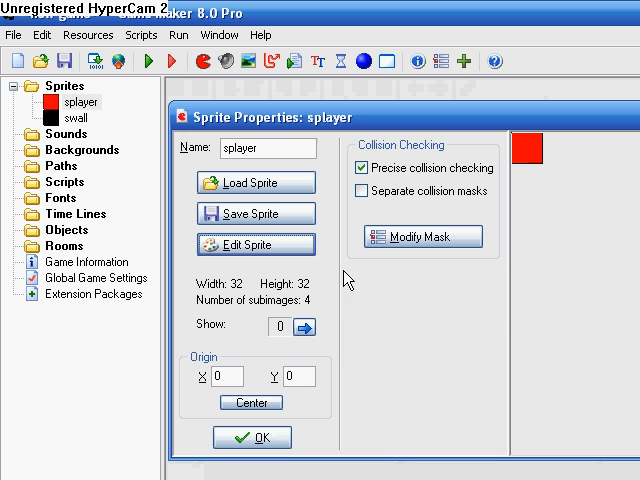 Unregistered HyperCam 2
Game Maker 8.0 Pro
File Edit Resources Scripts Run Window Help
Sprites
splayer
swall
Sounds
Backgrounds
Paths
Scripts
Fonts
Time Lines
Objects
Rooms
Game Information
Global Game Settings
Extension Packages
Sprite Properties: splayer
Name: splayer
Load Sprite
Save Sprite
Edit Sprite
Width: 32 Height: 32
Number of subimages: 4
Show: 0
Origin
X 0 Y 0
Center
OK
Collision Checking
Precise collision checking
Separate collision masks
Modify Mask